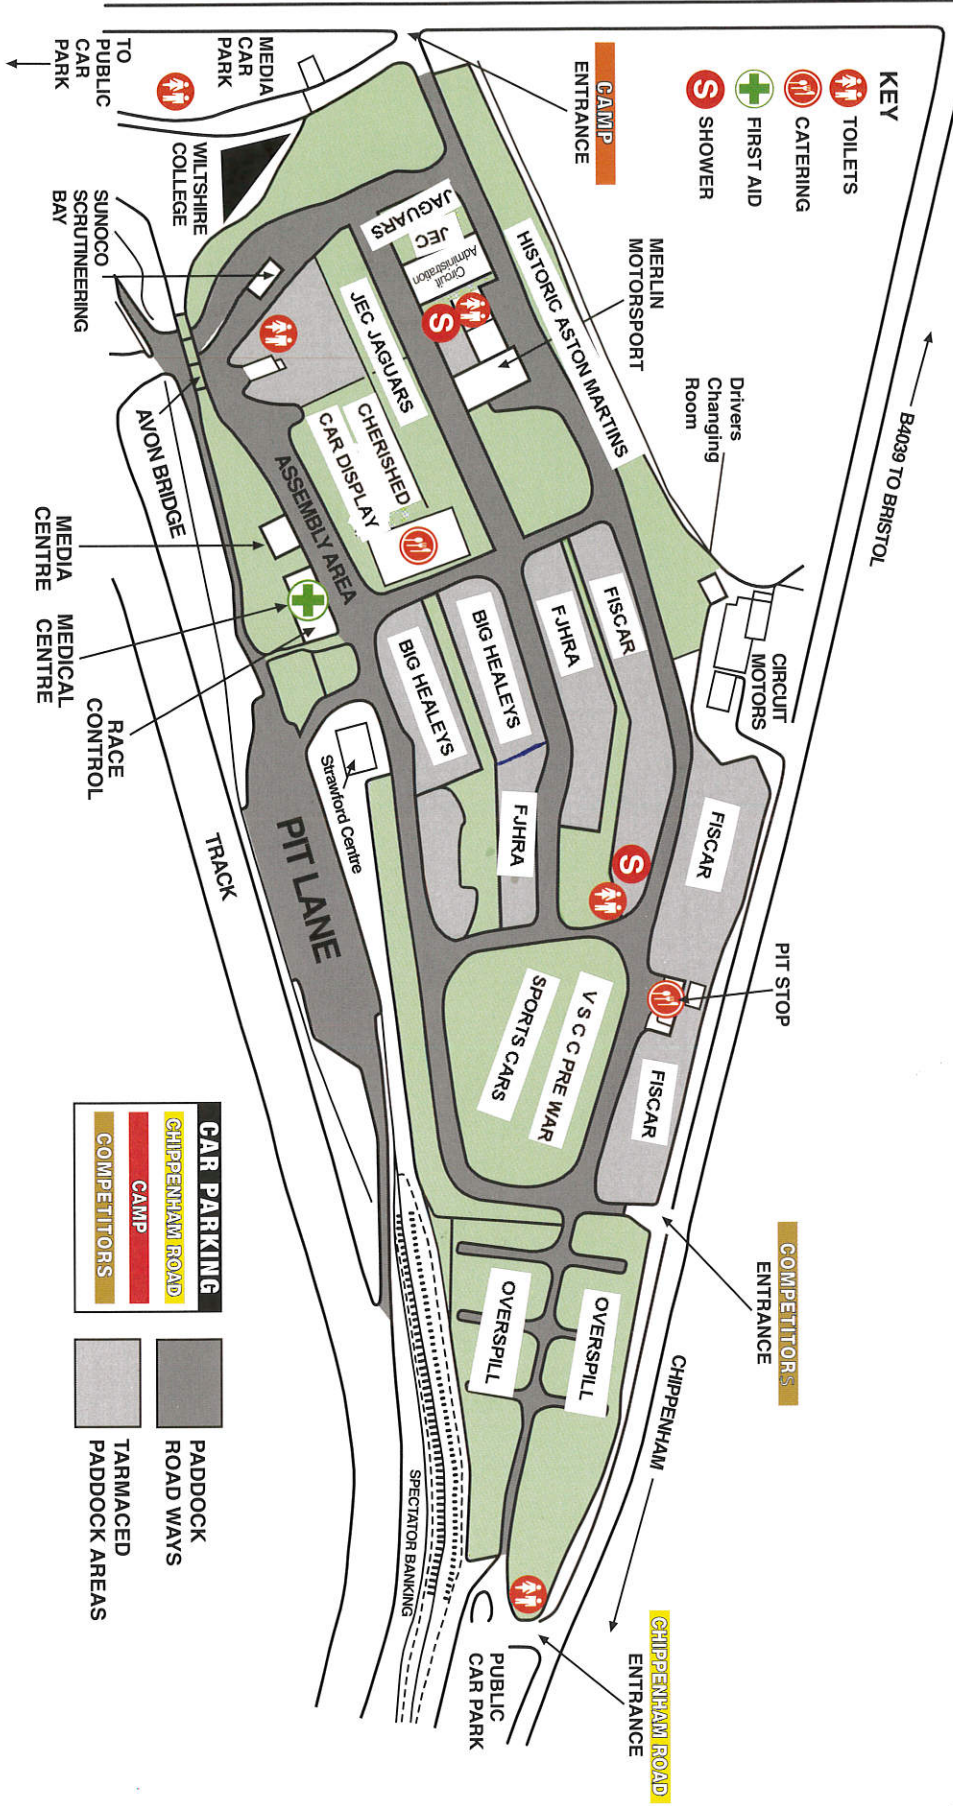 KEY
TOILETS
CATERING
FIRST AID
S
SHOWER
CAMP
ENTRANCE
MEDIA
CAR
PARK
TO
PUBLIC
CAR
PARK
WILTSHIRE
COLLEGE
SUNOCO
SCRUTINEERING
BAY
B4039 TO BRISTOL
MERLIN
MOTORSPORT
Drivers
Changing
Room
HISTORIC ASTON MARTINS
JAGUARS
JEC
Circuit
Administration
S
JEC JAGUARS
CHERISHED
CAR DISPLAY
ASSEMBLY AREA
AVON BRIDGE
MEDIA
CENTRE
MEDICAL
CENTRE
RACE
CONTROL
CIRCUIT
MOTORS
FISCAR
FJHRA
BIG HEALEYS
BIG HEALEYS
Strawford Centre
FISCAR
FJHRA
S
PIT LANE
TRACK
PIT STOP
FISCAR
V S C C PRE WAR
SPORTS CARS
COMPETITORS
ENTRANCE
OVERSPILL
OVERSPILL
CHIPPENHAM
CHIPPENHAM ROAD
ENTRANCE
PUBLIC
CAR PARK
SPECTATOR BANKING
CAR PARKING
CHIPPENHAM ROAD
CAMP
COMPETITORS
PADDOCK
ROAD WAYS
TARMACED
PADDOCK AREAS